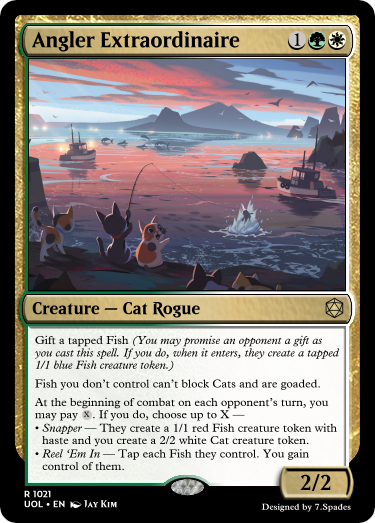 Angler Extraordinaire 1
Creature — Cat Rogue
Gift a tapped Fish (You may promise an opponent a gift as
you cast this spell. If you do, when it enters, they create a tapped
1/1 blue Fish creature token.)
Fish you don't control can't block Cats and are goaded.
At the beginning of combat on each opponent's turn, you
may pay X. If you do, choose up to X —
• Snapper — They create a 1/1 red Fish creature token with
haste and you create a 2/2 white Cat creature token.
• Reel 'Em In — Tap each Fish they control. You gain
control of them.
2/2
R 1021
UOL • EN Jay Kim
Designed by 7.Spades